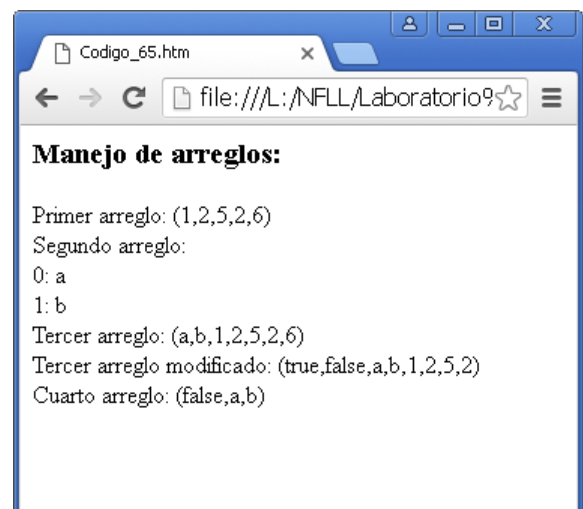 Codigo_65.htm
file:///L:/NFLL/Laboratorio9
Manejo de arreglos:
Primer arreglo: (1,2,5,2,6)
Segundo arreglo:
0: a
1: b
Tercer arreglo: (a,b,1,2,5,2,6)
Tercer arreglo modificado: (true,false,a,b,1,2,5,2)
Cuarto arreglo: (false,a,b)